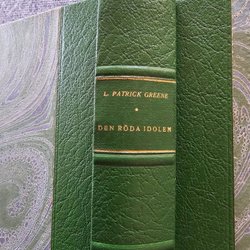 L. PATRICK GREENE
DEN RÖDA IDOLEN